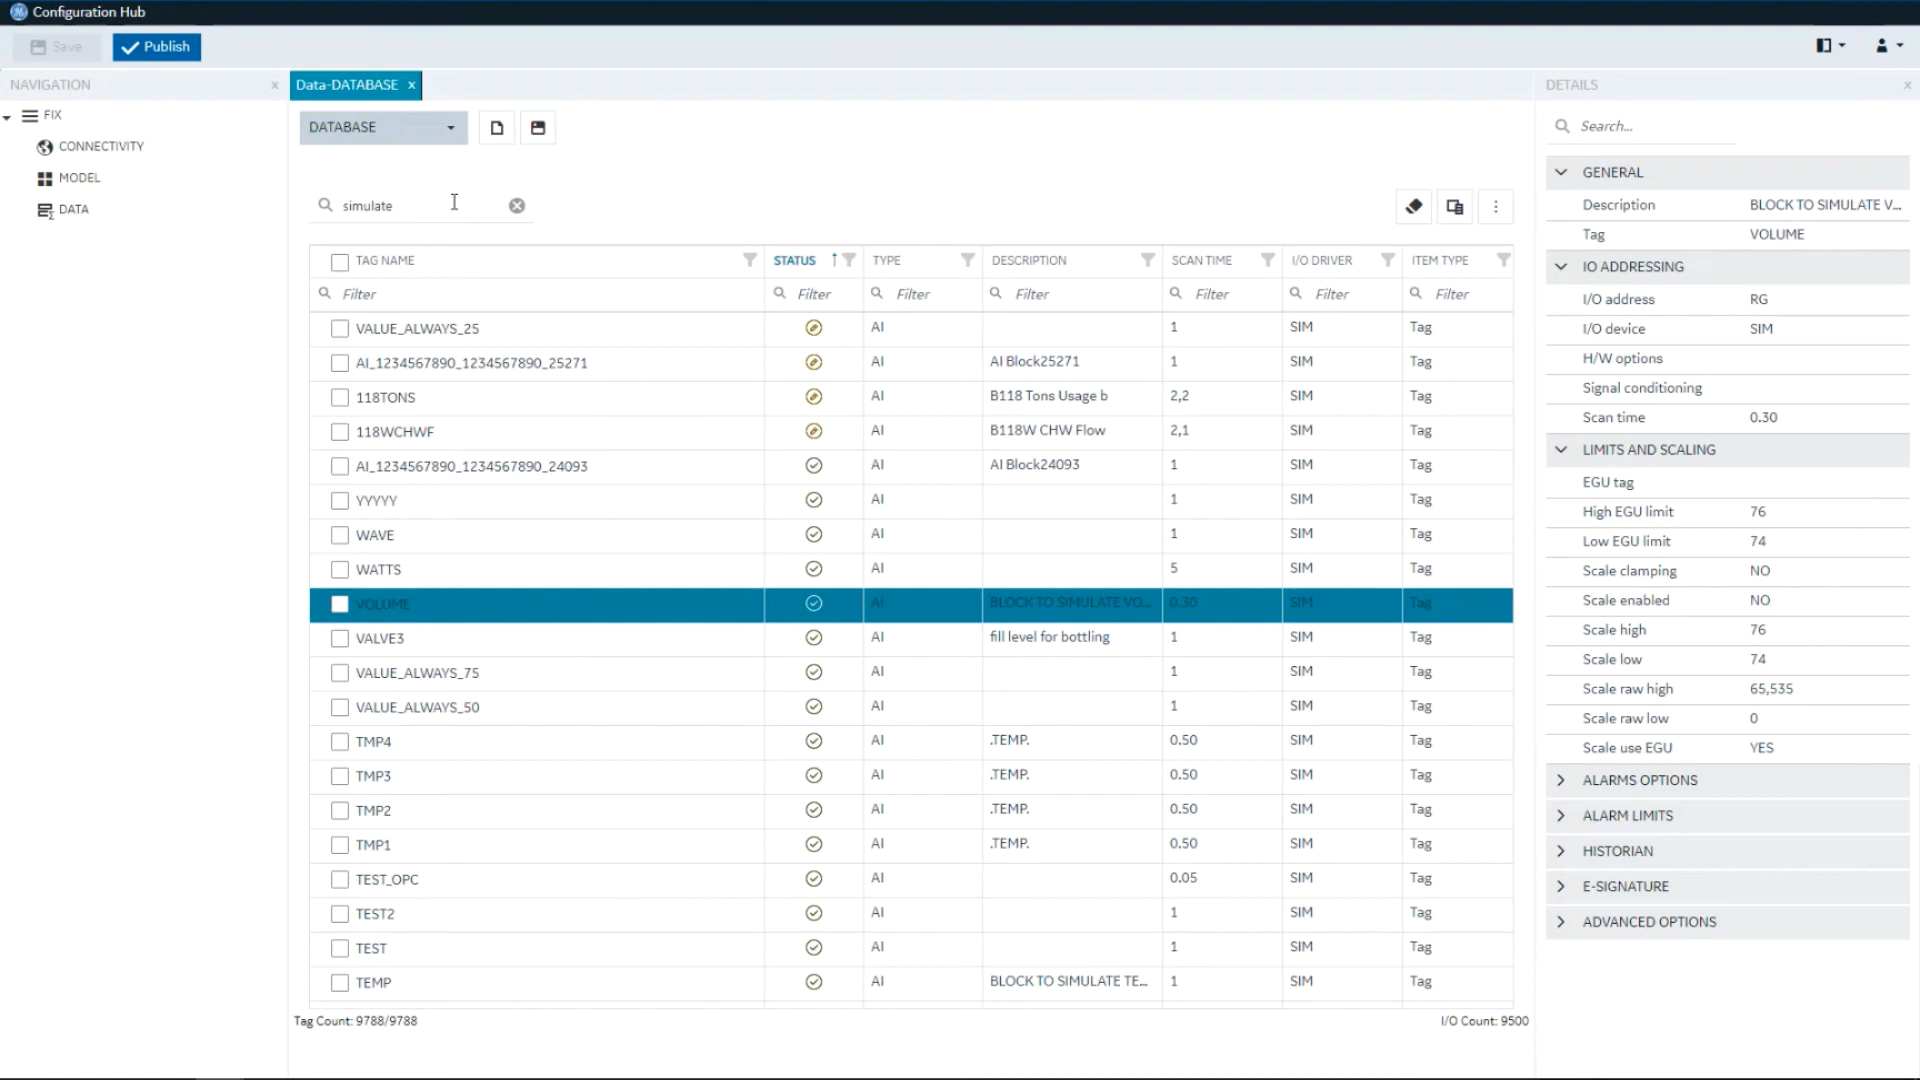 Configuration Hub
Save Publish
NAVIGATION x
FIX
CONNECTIVITY
MODEL
DATA
Data-DATABASE x
DATABASE
simulate
TAG NAME STATUS TYPE DESCRIPTION SCAN TIME I/O DRIVER ITEM TYPE
Filter Filter Filter Filter Filter Filter Filter
VALUE_ALWAYS_25 AI 1 SIM Tag
AI_1234567890_1234567890_25271 AI AI Block25271 1 SIM Tag
118TONS AI B118 Tons Usage b 2,2 SIM Tag
118WCHWF AI B118W CHW Flow 2,1 SIM Tag
AI_1234567890_1234567890_24093 AI AI Block24093 1 SIM Tag
YYYYY AI 1 SIM Tag
WAVE AI 1 SIM Tag
WATTS AI 5 SIM Tag
VOLUME AI BLOCK TO SIMULATE VO... 0.30 SIM Tag
VALVE3 AI fill level for bottling 1 SIM Tag
VALUE_ALWAYS_75 AI 1 SIM Tag
VALUE_ALWAYS_50 AI 1 SIM Tag
TMP4 AI .TEMP. 0.50 SIM Tag
TMP3 AI .TEMP. 0.50 SIM Tag
TMP2 AI .TEMP. 0.50 SIM Tag
TMP1 AI .TEMP. 0.50 SIM Tag
TEST_OPC AI 0.05 SIM Tag
TEST2 AI 1 SIM Tag
TEST AI 1 SIM Tag
TEMP AI BLOCK TO SIMULATE TE... 1 SIM Tag
Tag Count: 9788/9788 I/O Count: 9500
DETAILS x
Search...
GENERAL
Description BLOCK TO SIMULATE V...
Tag VOLUME
IO ADDRESSING
I/O address RG
I/O device SIM
H/W options
Signal conditioning
Scan time 0.30
LIMITS AND SCALING
EGU tag
High EGU limit 76
Low EGU limit 74
Scale clamping NO
Scale enabled NO
Scale high 76
Scale low 74
Scale raw high 65,535
Scale raw low 0
Scale use EGU YES
ALARMS OPTIONS
ALARM LIMITS
HISTORIAN
E-SIGNATURE
ADVANCED OPTIONS